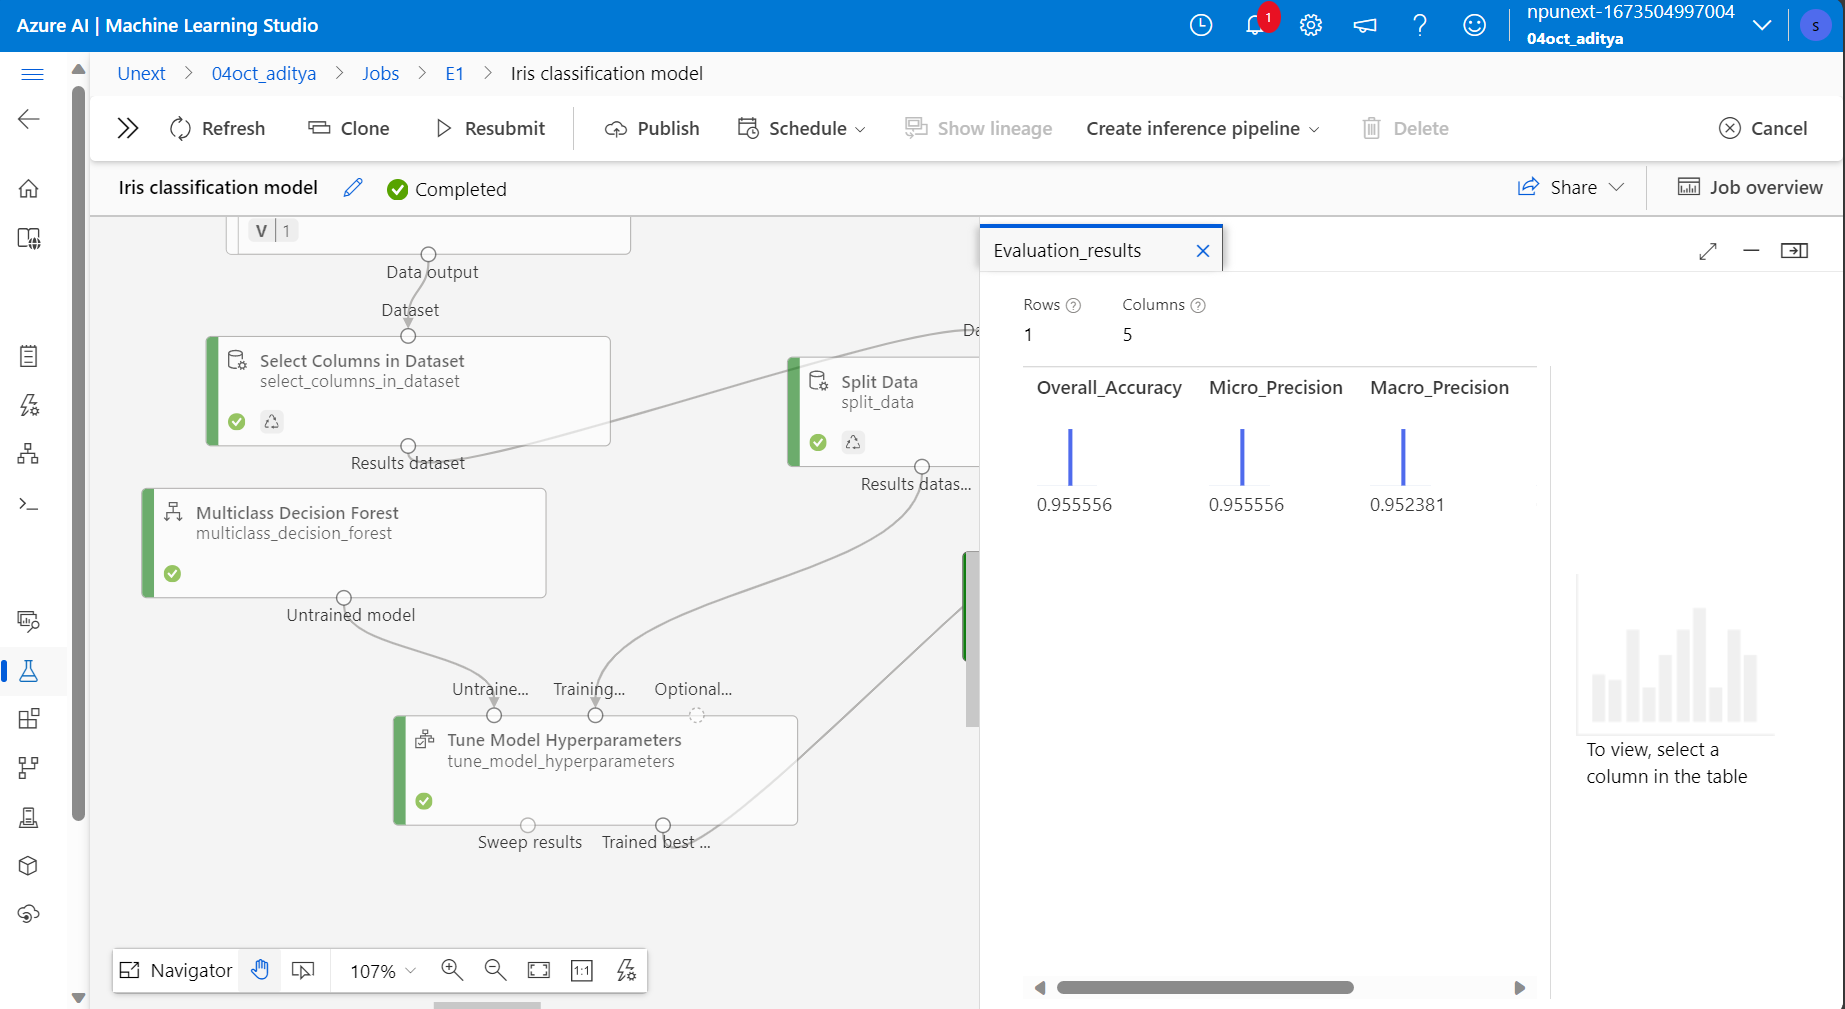 Azure AI | Machine Learning Studio
1
npunext-1673504997004
04oct_aditya
S
Unext > 04oct_aditya > Jobs > E1 > Iris classification model
Refresh
Clone
Resubmit
Publish
Schedule
Show lineage
Create inference pipeline
Delete
Cancel
Iris classification model
Completed
Share
Job overview
V | 1
Data output
Dataset
Select Columns in Dataset
select_columns_in_dataset
Results dataset
Da
Split Data
split_data
Results datas...
Multiclass Decision Forest
multiclass_decision_forest
Untrained model
Untraine...
Training...
Optional...
Tune Model Hyperparameters
tune_model_hyperparameters
Sweep results
Trained best ...
Navigator
107%
1:1
Evaluation_results
Rows
Columns
1
5
Overall_Accuracy
Micro_Precision
Macro_Precision
0.955556
0.955556
0.952381
To view, select a
column in the table